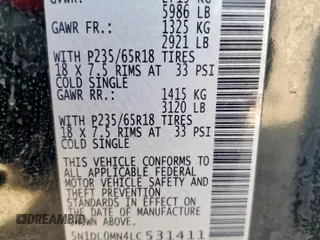 GVWR: 2715 KG
5986 LB
GAWR FR.: 1325 KG
2921 LB
WITH P235/65R18 TIRES
18 X 7.5 RIMS AT 33 PSI
COLD SINGLE
GAWR RR.: 1415 KG
3120 LB
WITH P235/65R18 TIRES
18 X 7.5 RIMS AT 33 PSI
COLD SINGLE
THIS VEHICLE CONFORMS TO
ALL APPLICABLE FEDERAL
MOTOR VEHICLE SAFETY
STANDARDS IN EFFECT ON
THE DATE OF MANUFACTURE
SHOWN ABOVE.
5N1DL0MN4LC531411
DREAMBID